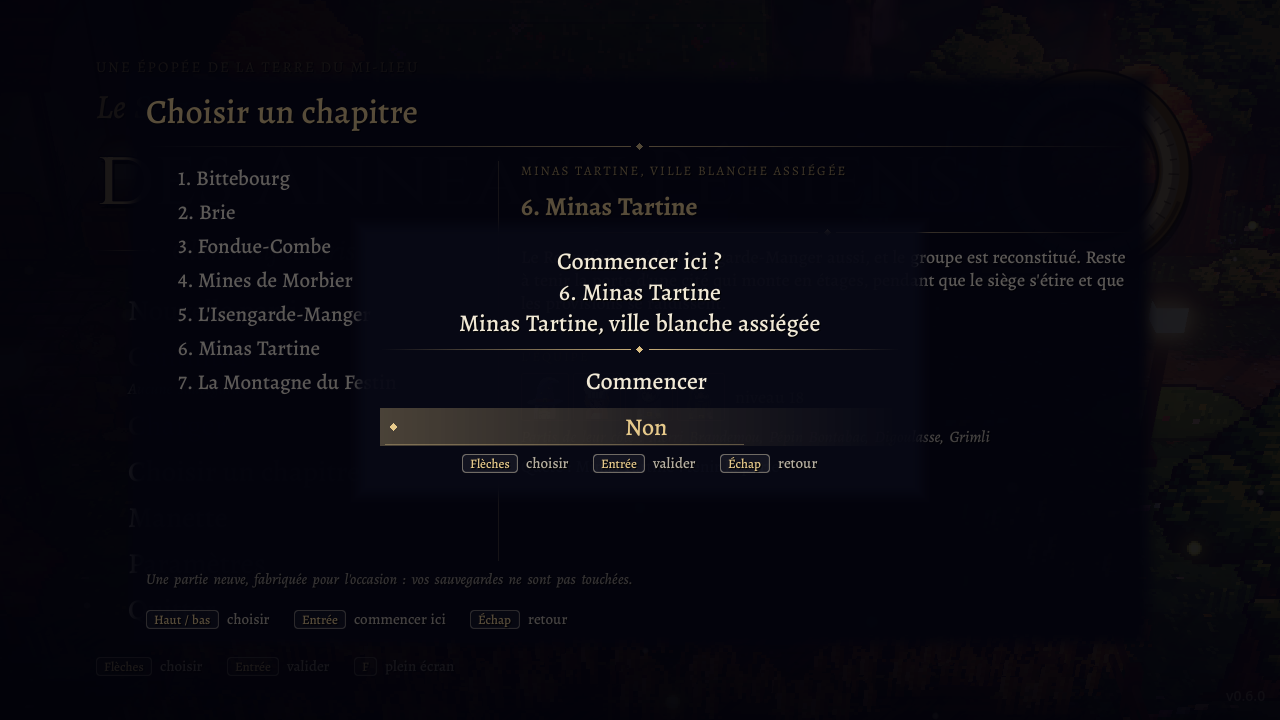 UNE ÉPOPÉE DE LA TERRE DU MI-LIEU
Le
Choisir un chapitre
D
1. Bittebourg
2. Brie
3. Fondue-Combe
4. Mines de Morbier
5. L'Isengarde-Mange
6. Minas Tartine
7. La Montagne du Festin
MINAS TARTINE, VILLE BLANCHE ASSIÉGÉE
6. Minas Tartine
groupe est reconstitué. Reste
que le siège s'étire et que
Grimli
Commencer ici ?
6. Minas Tartine
Minas Tartine, ville blanche assiégée
Commencer
Non
Flèches choisir Entrée valider Échap retour
Une partie neuve, fabriquée pour l'occasion : vos sauvegardes ne sont pas touchées.
Haut / bas choisir Entrée commencer ici Échap retour
Flèches choisir Entrée valider F plein écran
v0.6.0